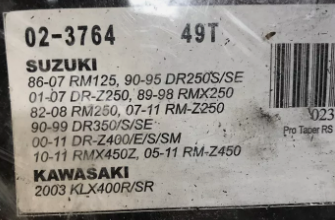 02-3764 49T
SUZUKI
86-07 RM125, 90-95 DR250S/SE
01-07 DR-Z250, 89-98 RMX250
82-08 RM250, 07-11 RM-Z250
90-99 DR350/S/SE
00-11 DR-Z400/E/S/SM
10-11 RMX450Z, 05-11 RM-Z450
KAWASAKI
2003 KLX400R/SR
023
Pro Taper RS